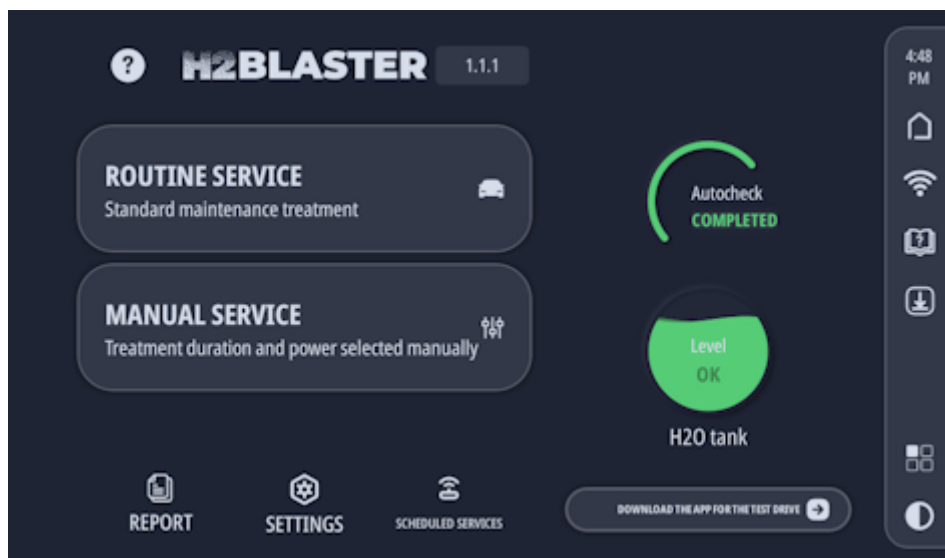 ?
H2BLASTER
1.1.1
4:48
PM
ROUTINE SERVICE
Standard maintenance treatment
MANUAL SERVICE
Treatment duration and power selected manually
Autocheck
COMPLETED
Level
OK
H2O tank
REPORT
SETTINGS
SCHEDULED SERVICES
DOWNLOAD THE APP FOR THE TEST DRIVE
?